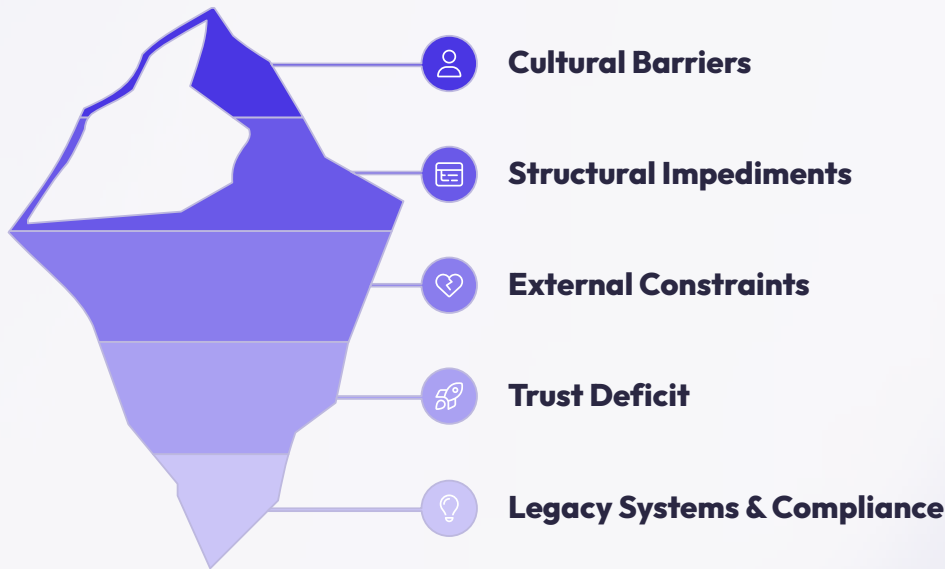 Cultural Barriers
Structural Impediments
External Constraints
Trust Deficit
Legacy Systems & Compliance